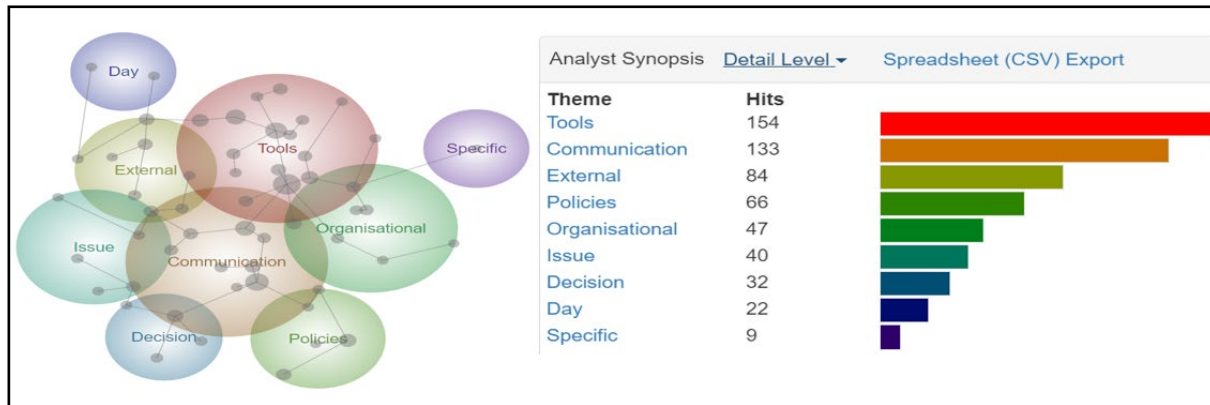 Day
Tools
Specific
External
Organisational
Issue
Communication
Decision
Policies
Analyst Synopsis Detail Level Spreadsheet (CSV) Export
Theme Hits
Tools 154
Communication 133
External 84
Policies 66
Organisational 47
Issue 40
Decision 32
Day 22
Specific 9